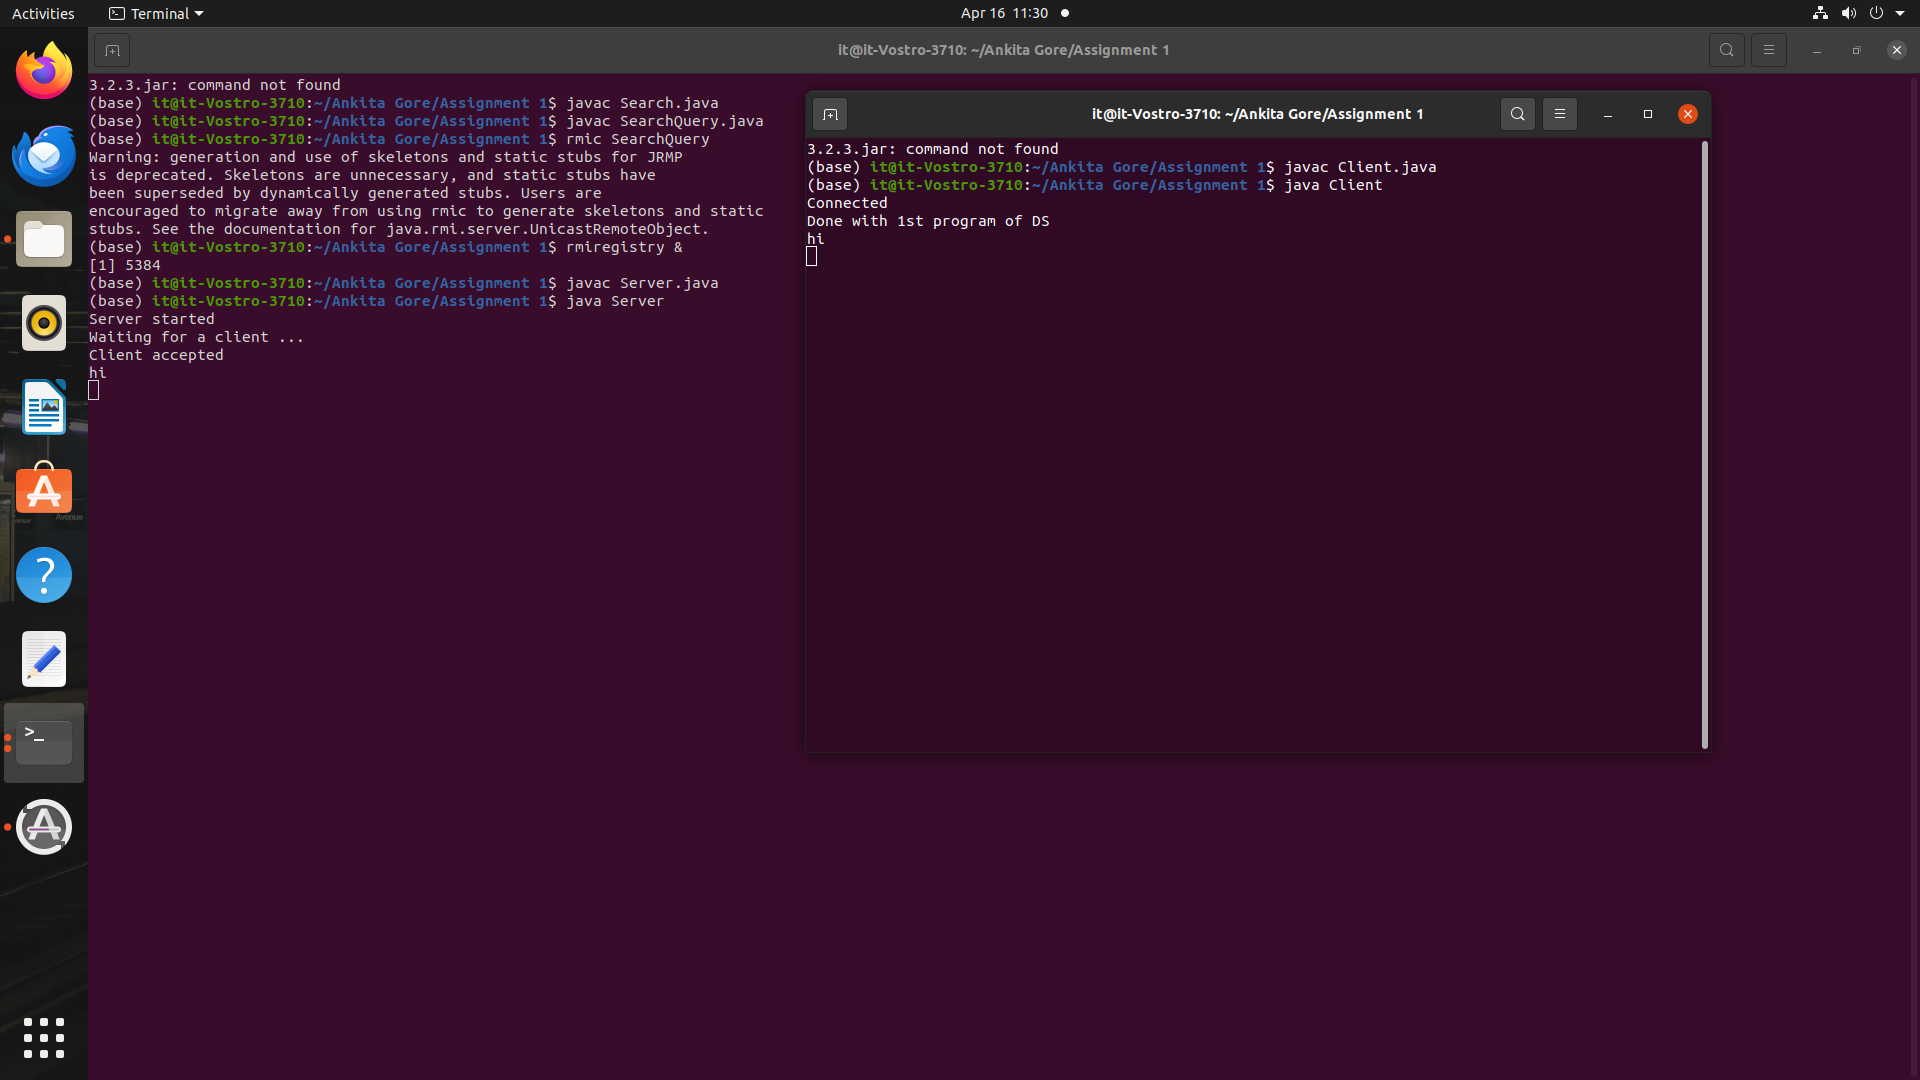 Activities
Terminal
Apr 16 11:30
it@it-Vostro-3710: ~/Ankita Gore/Assignment 1
3.2.3.jar: command not found
(base) it@it-Vostro-3710:~/Ankita Gore/Assignment 1$ javac Search.java
(base) it@it-Vostro-3710:~/Ankita Gore/Assignment 1$ javac SearchQuery.java
(base) it@it-Vostro-3710:~/Ankita Gore/Assignment 1$ rmic SearchQuery
Warning: generation and use of skeletons and static stubs for JRMP
is deprecated. Skeletons are unnecessary, and static stubs have
been superseded by dynamically generated stubs. Users are
encouraged to migrate away from using rmic to generate skeletons and static
stubs. See the documentation for java.rmi.server.UnicastRemoteObject.
(base) it@it-Vostro-3710:~/Ankita Gore/Assignment 1$ rmiregistry &
[1] 5384
(base) it@it-Vostro-3710:~/Ankita Gore/Assignment 1$ javac Server.java
(base) it@it-Vostro-3710:~/Ankita Gore/Assignment 1$ java Server
Server started
Waiting for a client ...
Client accepted
hi
it@it-Vostro-3710: ~/Ankita Gore/Assignment 1
3.2.3.jar: command not found
(base) it@it-Vostro-3710:~/Ankita Gore/Assignment 1$ javac Client.java
(base) it@it-Vostro-3710:~/Ankita Gore/Assignment 1$ java Client
Connected
Done with 1st program of DS
hi